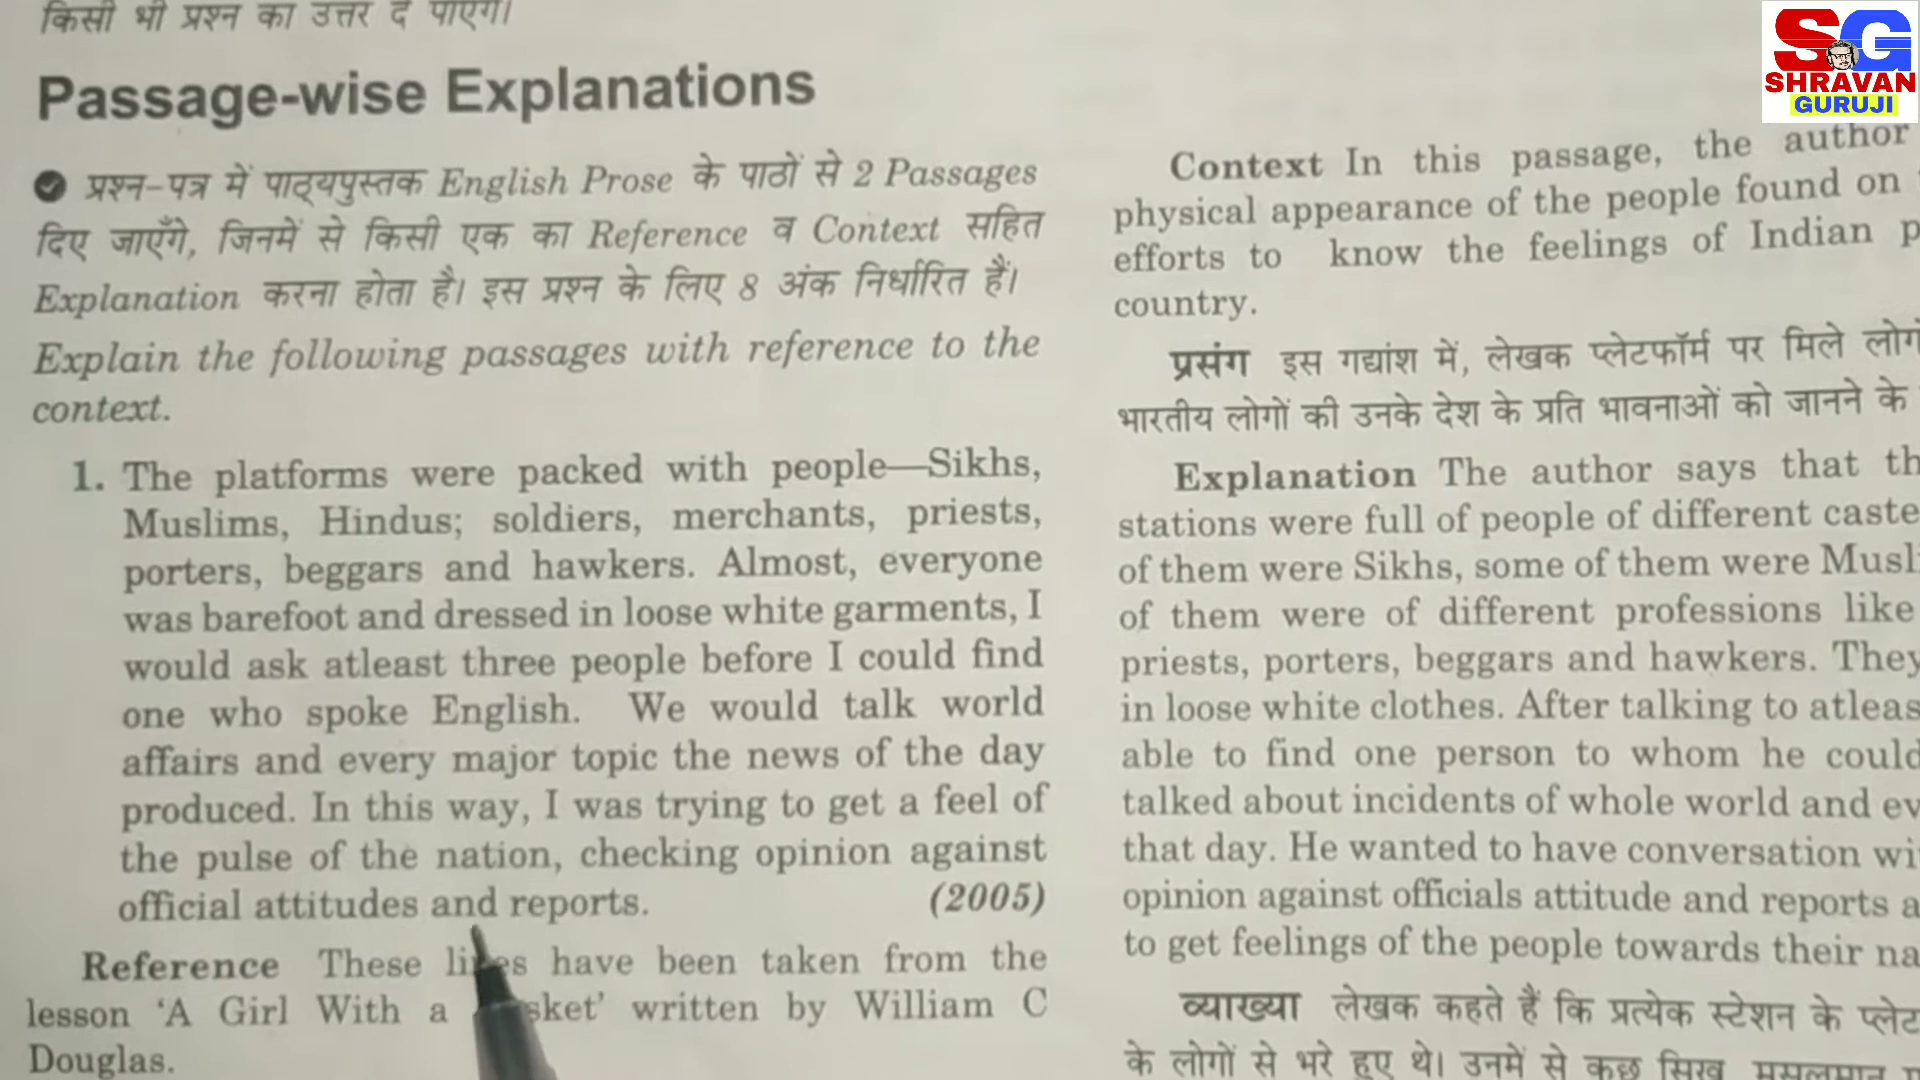 किसी भी प्रश्न का उत्तर दे पाएंगे।
Passage-wise Explanations
प्रश्न-पत्र में पाठ्यपुस्तक English Prose के पाठों से 2 Passages
दिए जाएँगे, जिनमें से किसी एक का Reference व Context सहित
Explanation करना होता है। इस प्रश्न के लिए 8 अंक निर्धारित हैं।
Explain the following passages with reference to the
context.
1. The platforms were packed with people—Sikhs,
Muslims, Hindus; soldiers, merchants, priests,
porters, beggars and hawkers. Almost, everyone
was barefoot and dressed in loose white garments, I
would ask atleast three people before I could find
one who spoke English. We would talk world
affairs and every major topic the news of the day
produced. In this way, I was trying to get a feel of
the pulse of the nation, checking opinion against
official attitudes and reports. (2005)
Reference These lines have been taken from the
lesson 'A Girl With a sket' written by William C
Douglas.
Context In this passage, the author
physical appearance of the people found on
efforts to know the feelings of Indian p
country.
प्रसंग इस गद्यांश में, लेखक प्लेटफॉर्म पर मिले लोगों
भारतीय लोगों की उनके देश के प्रति भावनाओं को जानने के
Explanation The author says that th
stations were full of people of different caste
of them were Sikhs, some of them were Musli
of them were of different professions like
priests, porters, beggars and hawkers. They
in loose white clothes. After talking to atleas
able to find one person to whom he could
talked about incidents of whole world and ev
that day. He wanted to have conversation wi
opinion against officials attitude and reports a
to get feelings of the people towards their na
व्याख्या लेखक कहते हैं कि प्रत्येक स्टेशन के प्लेट
के लोगों से भरे हुए थे। उनमें से कुछ सिख, मुसलमान
SG
SHRAVAN
GURUJI